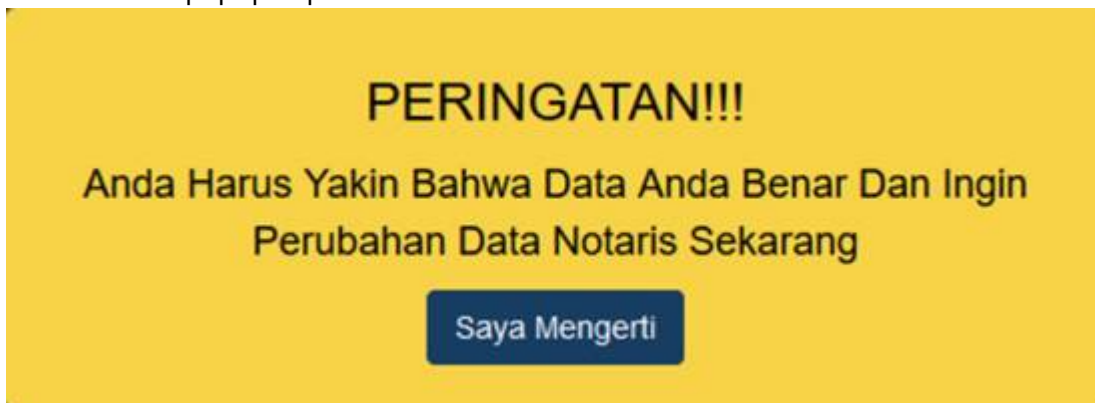 PERINGATAN!!!
Anda Harus Yakin Bahwa Data Anda Benar Dan Ingin
Perubahan Data Notaris Sekarang
Saya Mengerti